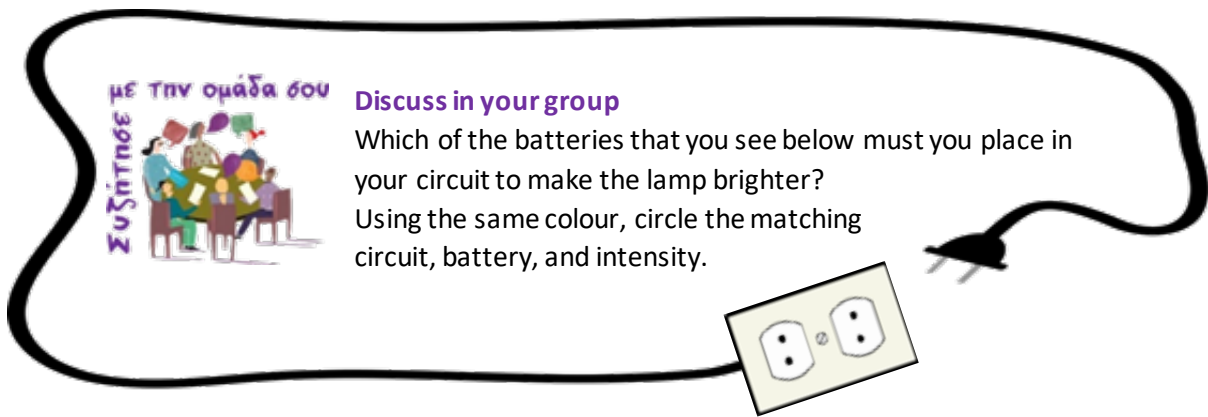 Συζήτησε
με την ομάδα σου
Discuss in your group
Which of the batteries that you see below must you place in
your circuit to make the lamp brighter?
Using the same colour, circle the matching
circuit, battery, and intensity.